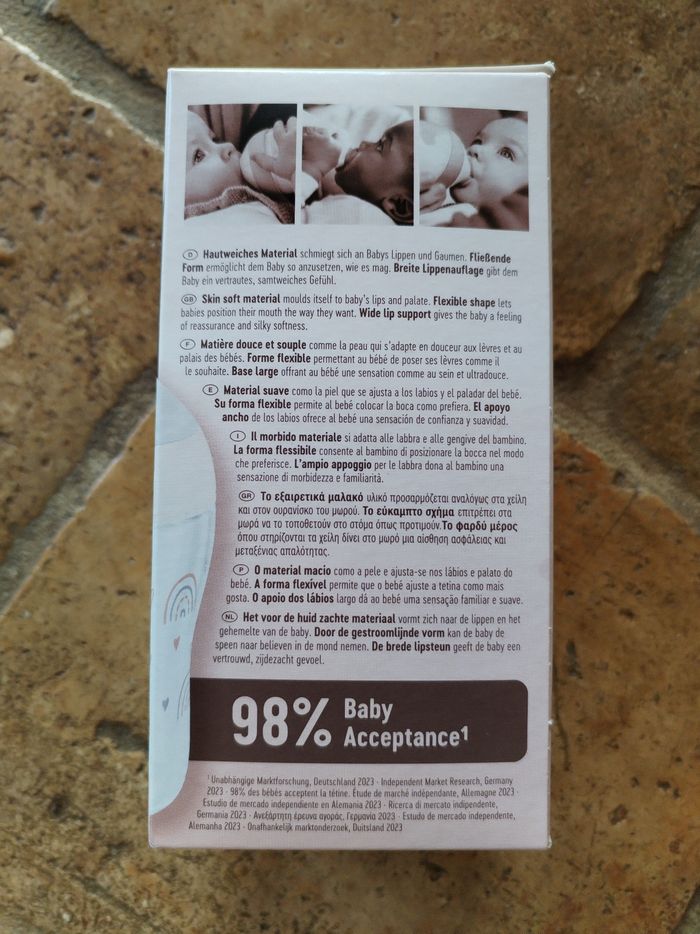 D Hautweiches Material schmiegt sich an Babys Lippen und Gaumen. Fließende
Form ermöglicht dem Baby so anzusetzen, wie es mag. Breite Lippenauflage gibt dem
Baby ein vertrautes, samtweiches Gefühl.
GB Skin soft material moulds itself to baby's lips and palate. Flexible shape lets
babies position their mouth the way they want. Wide lip support gives the baby a feeling
of reassurance and silky softness.
F Matière douce et souple comme la peau qui s'adapte en douceur aux lèvres et au
palais des bébés. Forme flexible permettant au bébé de poser ses lèvres comme il
le souhaite. Base large offrant au bébé une sensation comme au sein et ultradouce.
E Material suave como la piel que se ajusta a los labios y el paladar del bebé.
Su forma flexible permite al bebé colocar la boca como prefiera. El apoyo
ancho de los labios ofrece al bebé una sensación de confianza y suavidad.
I Il morbido materiale si adatta alle labbra e alle gengive del bambino.
La forma flessibile consente al bambino di posizionare la bocca nel modo
che preferisce. L'ampio appoggio per le labbra dona al bambino una
sensazione di morbidezza e familiarità.
GR Το εξαιρετικά μαλακό υλικό προσαρμόζεται αναλόγως στα χείλη
και στον ουρανίσκο του μωρού. Το εύκαμπτο σχήμα επιτρέπει στα
μωρά να το τοποθετούν στο στόμα όπως προτιμούν. Το φαρδύ μέρος
όπου στηρίζονται τα χείλη δίνει στο μωρό μια αίσθηση ασφάλειας και
μεταξένιας απαλότητας.
P O material macio como a pele e ajusta-se nos lábios e palato do
bebé. A forma flexível permite que o bebé ajuste a tetina como mais
gosta. O apoio dos lábios largo dá ao bebé uma sensação familiar e suave.
NL Het voor de huid zachte materiaal vormt zich naar de lippen en het
gehemelte van de baby. Door de gestroomlijnde vorm kan de baby de
speen naar believen in de mond nemen. De brede lipsteun geeft de baby een
vertrouwd, zijdezacht gevoel.
98% Baby
Acceptance¹
¹ Unabhängige Marktforschung, Deutschland 2023 · Independent Market Research, Germany
2023 · 98% des bébés acceptent la tétine. Étude de marché indépendante, Allemagne 2023 ·
Estudio de mercado independiente en Alemania 2023 · Ricerca di mercato indipendente,
Germania 2023 · Ανεξάρτητη έρευνα αγοράς, Γερμανία 2023 · Estudo de mercado independente,
Alemanha 2023 · Onafhankelijk marktonderzoek, Duitsland 2023